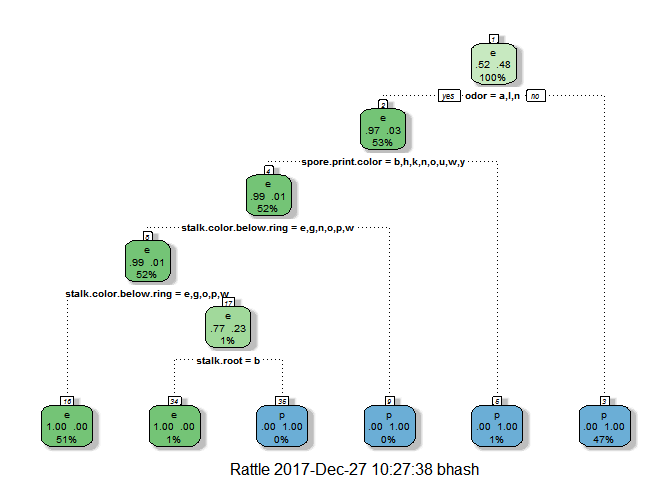 1
e
.52 .48
100%
yes odor = a,l,n no
2
e
.97 .03
53%
spore.print.color = b,h,k,n,o,u,w,y
4
e
.99 .01
52%
stalk.color.below.ring = e,g,n,o,p,w
8
e
.99 .01
52%
stalk.color.below.ring = e,g,o,p,w
17
e
.77 .23
1%
stalk.root = b
16
e
1.00 .00
51%
34
e
1.00 .00
1%
35
p
.00 1.00
0%
9
p
.00 1.00
0%
5
p
.00 1.00
1%
3
p
.00 1.00
47%
Rattle 2017-Dec-27 10:27:38 bhash